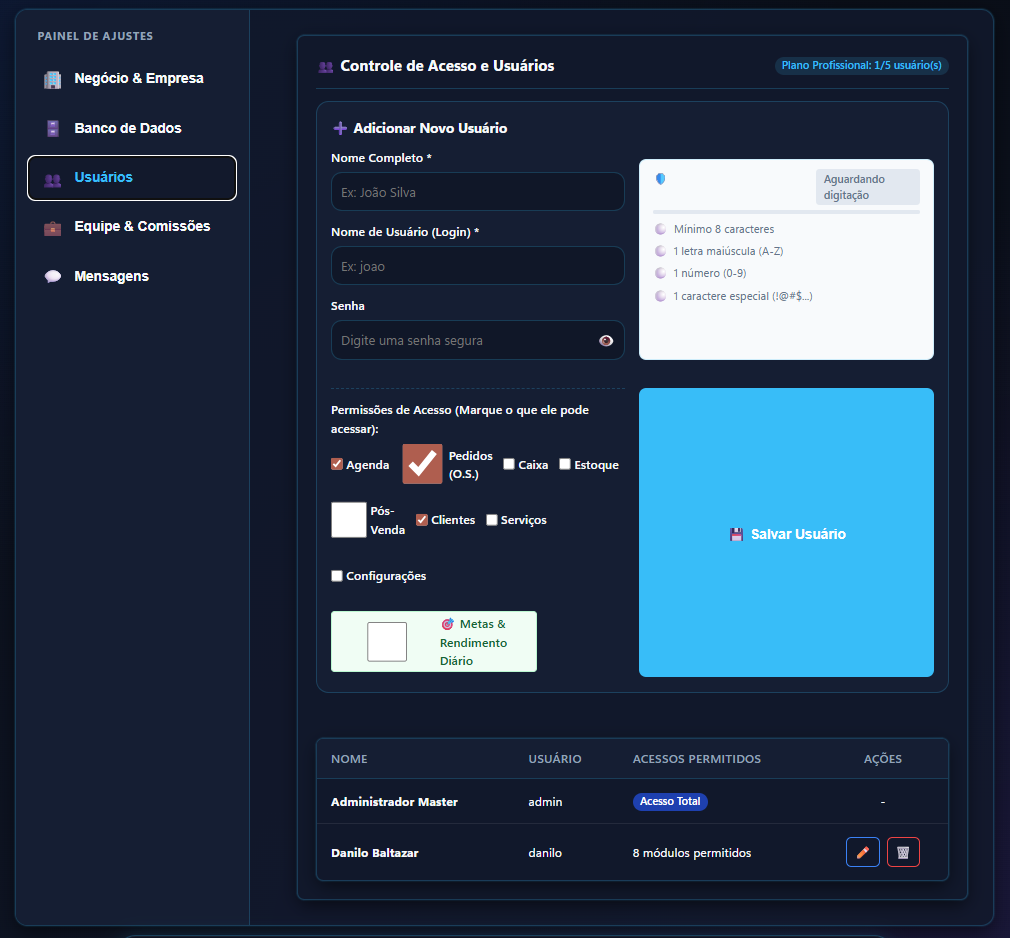 PAINEL DE AJUSTES
Negócio & Empresa
Banco de Dados
Usuários
Equipe & Comissões
Mensagens
Controle de Acesso e Usuários
Plano Profissional: 1/5 usuário(s)
Adicionar Novo Usuário
Nome Completo *
Ex: João Silva
Nome de Usuário (Login) *
Ex: joao
Senha
Digite uma senha segura
Aguardando
digitação
Mínimo 8 caracteres
1 letra maiúscula (A-Z)
1 número (0-9)
1 caractere especial (!@#$...)
Permissões de Acesso (Marque o que ele pode
acessar):
Agenda
Pedidos
(O.S.)
Caixa
Estoque
Pós-
Venda
Clientes
Serviços
Configurações
Metas &
Rendimento
Diário
Salvar Usuário
NOME USUÁRIO ACESSOS PERMITIDOS AÇÕES
Administrador Master admin Acesso Total -
Danilo Baltazar danilo 8 módulos permitidos